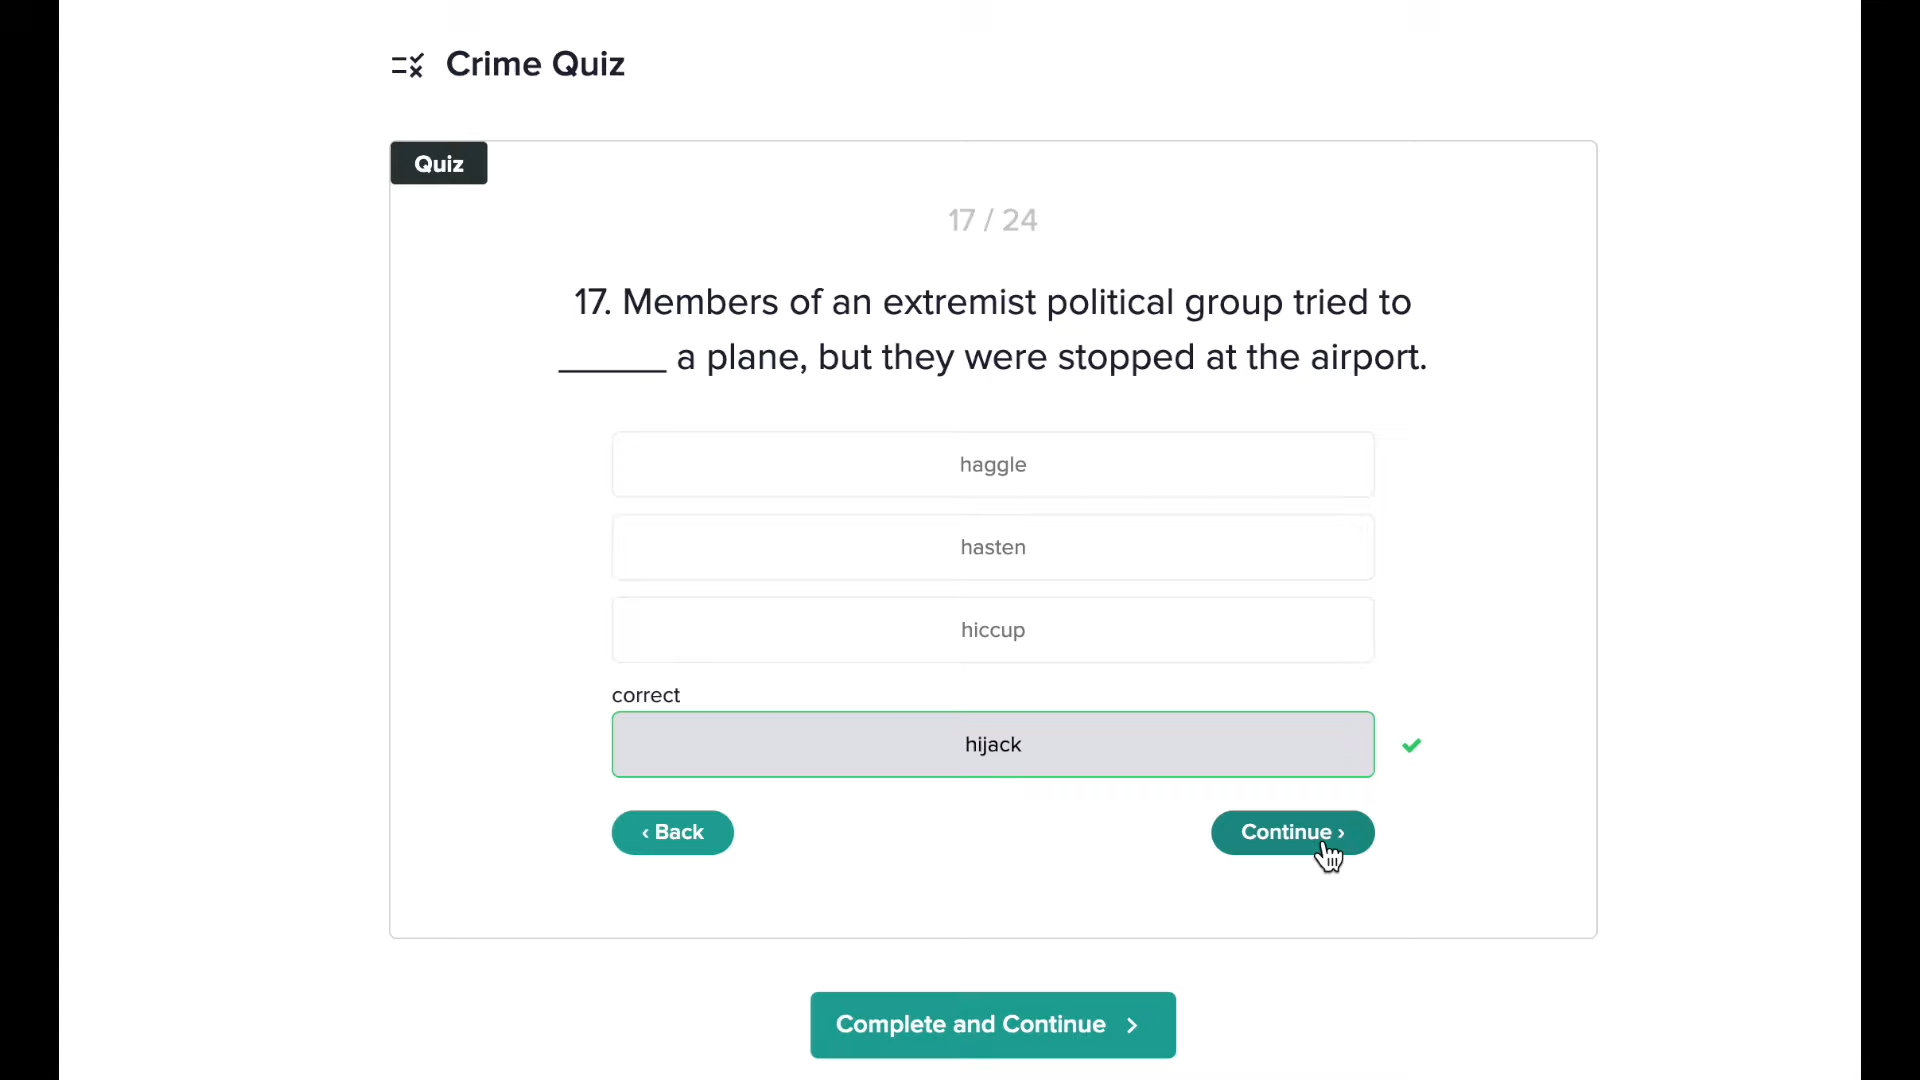 Crime Quiz
Quiz
17 / 24
17. Members of an extremist political group tried to
______ a plane, but they were stopped at the airport.
haggle
hasten
hiccup
correct
hijack
‹ Back
Continue ›
Complete and Continue >